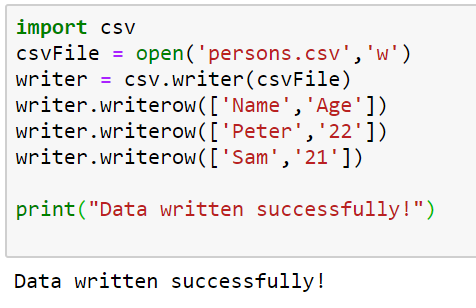 import csv
csvFile = open('persons.csv','w')
writer = csv.writer(csvFile)
writer.writerow(['Name','Age'])
writer.writerow(['Peter','22'])
writer.writerow(['Sam','21'])
print("Data written successfully!")
Data written successfully!